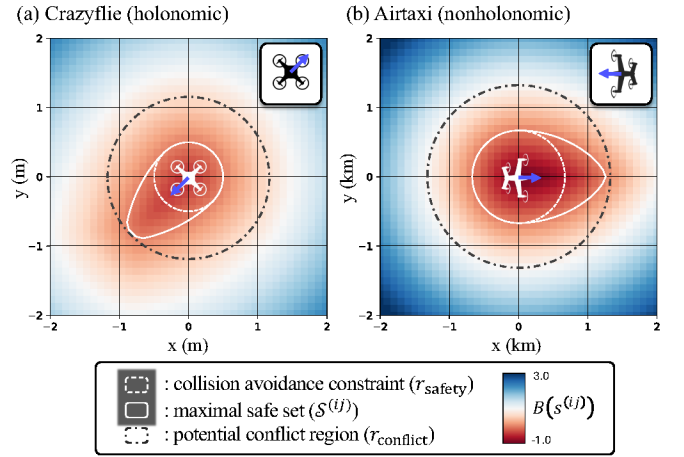 (a) Crazyflie (holonomic)
(b) Airtaxi (nonholonomic)
2
1
0
−1
−2
y (m)
−2 −1 0 1 2
x (m)
2
1
0
−1
−2
y (km)
−2 −1 0 1 2
x (km)
: collision avoidance constraint (r_safety)
: maximal safe set (S^(ij))
: potential conflict region (r_conflict)
3.0
B(s^(ij))
-1.0